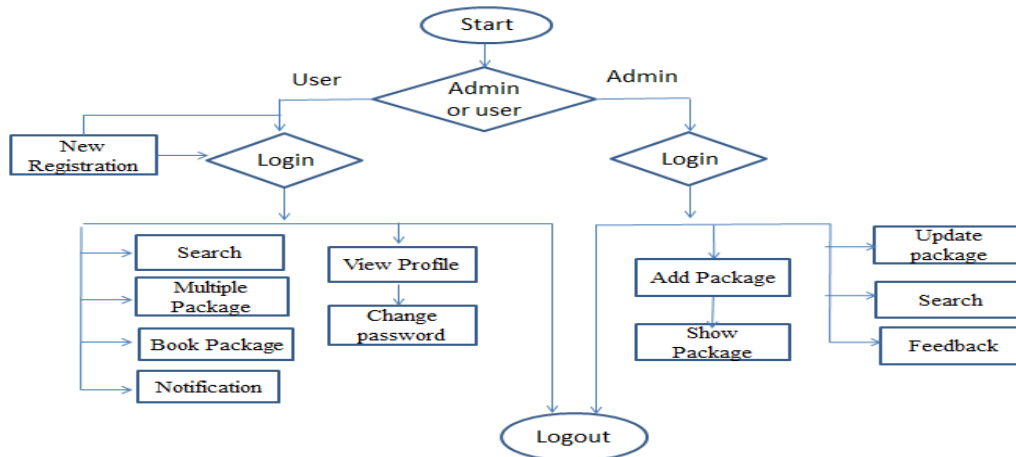 Start
User
Admin
Admin
or user
New
Registration
Login
Login
Search
View Profile
Add Package
Update
package
Multiple
Package
Change
password
Search
Book Package
Show
Package
Feedback
Notification
Logout